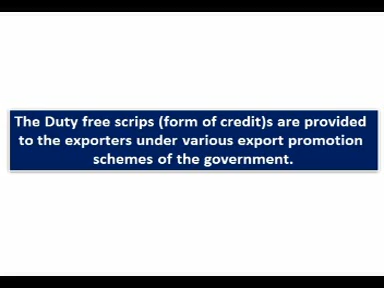 The Duty free scrips (form of credit)s are provided
to the exporters under various export promotion
schemes of the government.